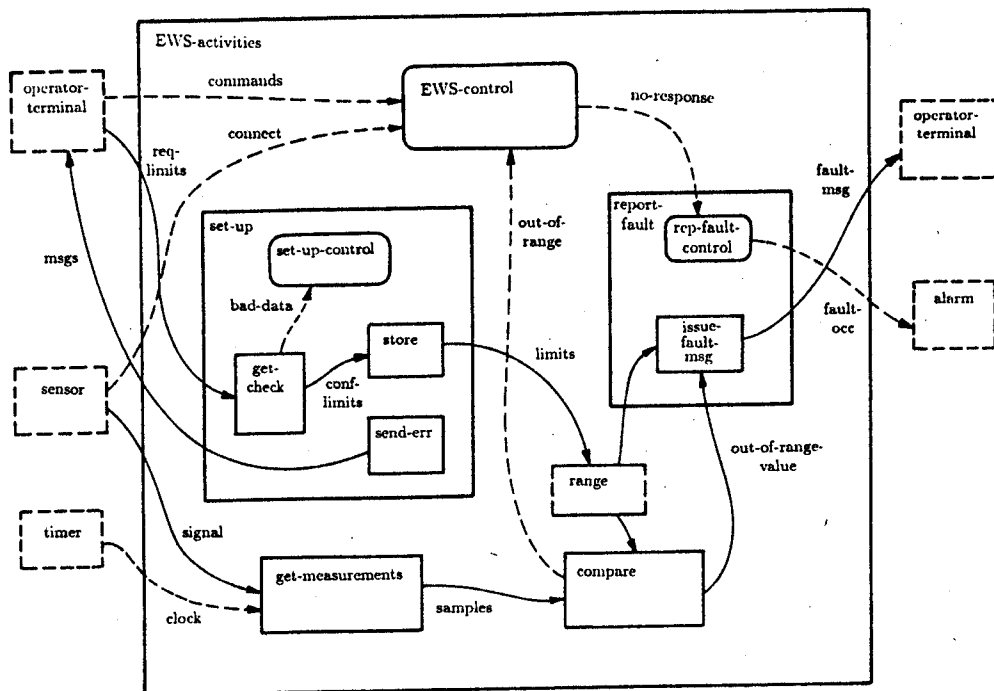 EWS-activities
operator-
terminal
commands
EWS-control
no-response
operator-
terminal
connect
req-
limits
fault-
msg
report-
fault
rep-fault-
control
set-up
out-of-
range
set-up-control
msgs
bad-data
fault-
occ
alarm
store
limits
issue-
fault-
msg
get-
check
conf-
limits
sensor
send-err
out-of-range-
value
range
timer
signal
get-measurements
compare
samples
clock